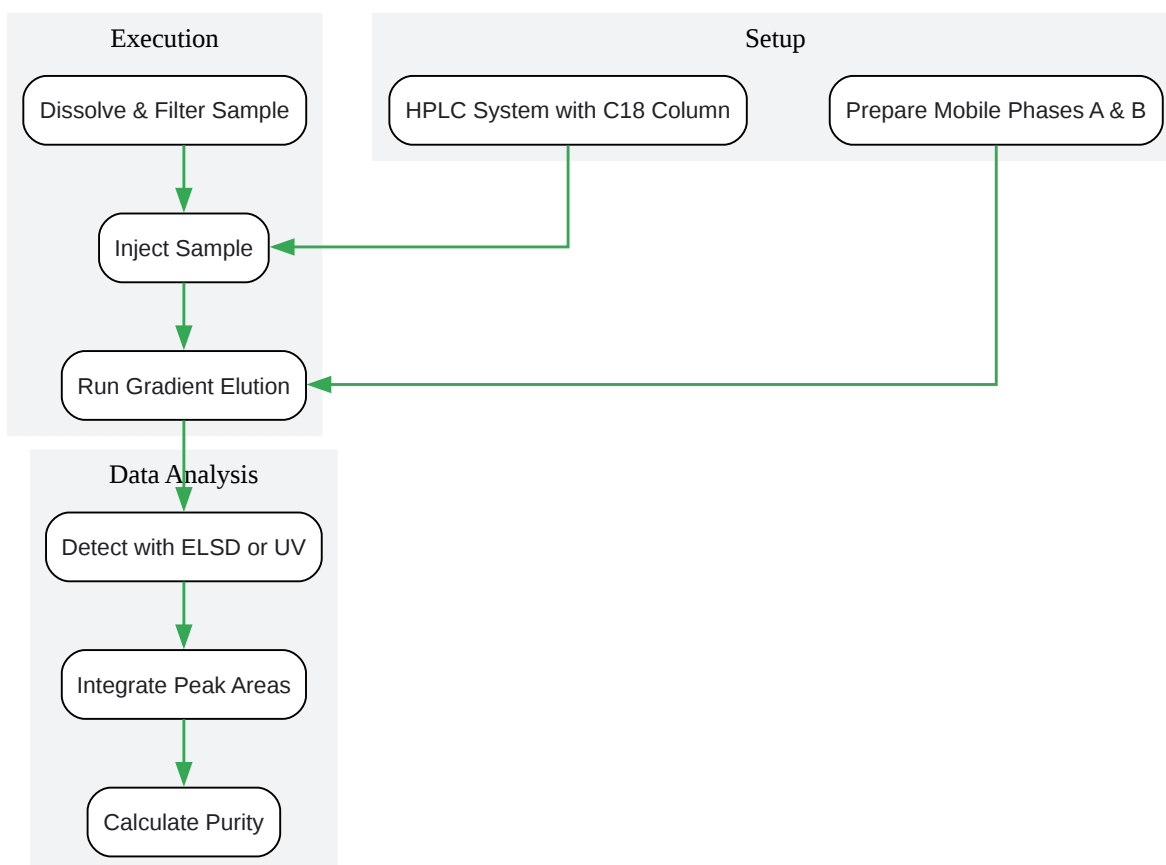 Execution
Setup
Dissolve & Filter Sample
HPLC System with C18 Column
Prepare Mobile Phases A & B
Inject Sample
Run Gradient Elution
Data Analysis
Detect with ELSD or UV
Integrate Peak Areas
Calculate Purity